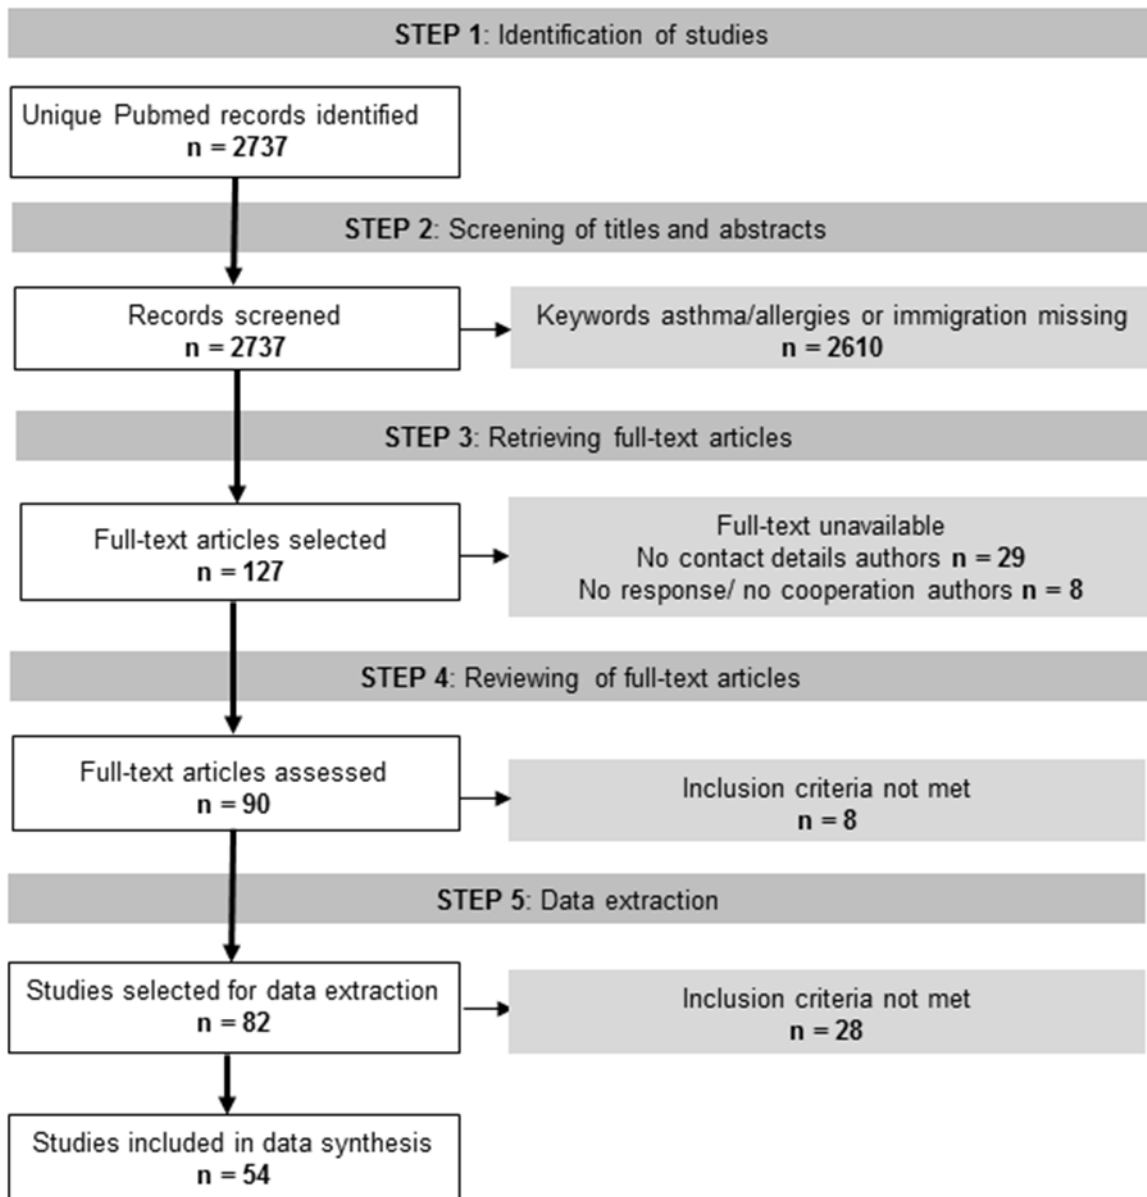 STEP 1: Identification of studies
Unique Pubmed records identified
n = 2737
STEP 2: Screening of titles and abstracts
Records screened
n = 2737
Keywords asthma/allergies or immigration missing
n = 2610
STEP 3: Retrieving full-text articles
Full-text articles selected
n = 127
Full-text unavailable
No contact details authors n = 29
No response/ no cooperation authors n = 8
STEP 4: Reviewing of full-text articles
Full-text articles assessed
n = 90
Inclusion criteria not met
n = 8
STEP 5: Data extraction
Studies selected for data extraction
n = 82
Inclusion criteria not met
n = 28
Studies included in data synthesis
n = 54